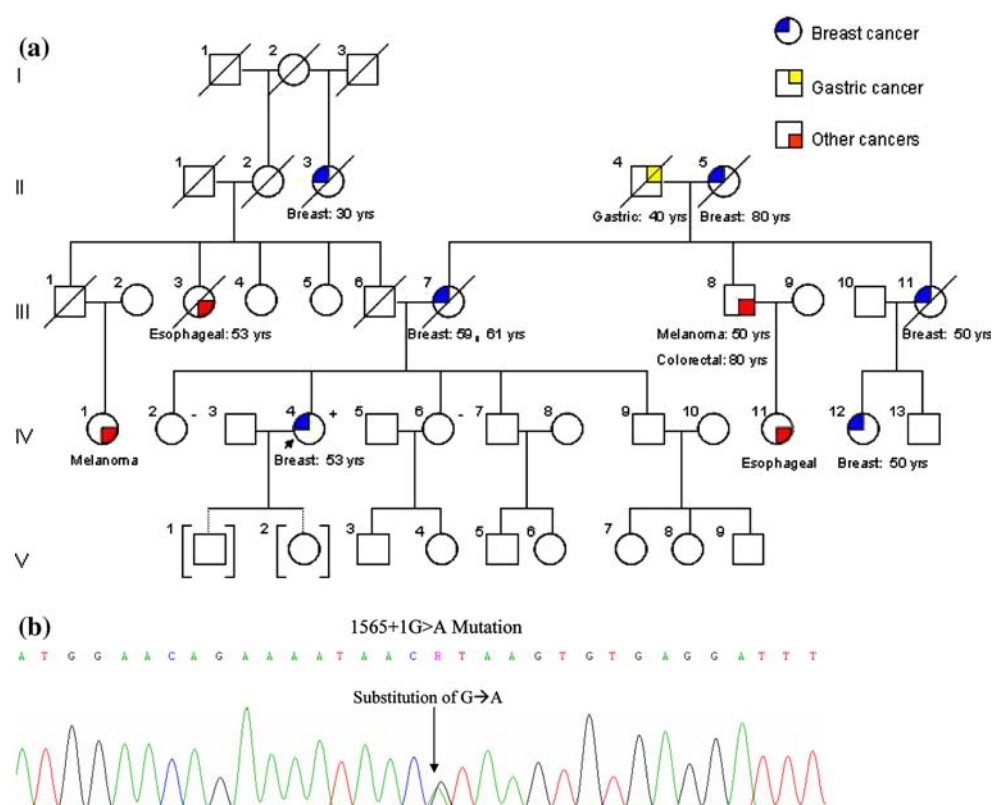 (a)
Breast cancer
Gastric cancer
Other cancers
I
1 2 3
II
1 2 3 4 5
Breast: 30 yrs Gastric: 40 yrs Breast: 80 yrs
III
1 2 3 4 5 6 7 8 9 10 11
Esophageal: 53 yrs Breast: 59, 61 yrs Melanoma: 50 yrs Breast: 50 yrs
Colorectal: 80 yrs
IV
1 2 - 3 4 + 5 6 - 7 8 9 10 11 12 13
Melanoma Breast: 53 yrs Esophageal Breast: 50 yrs
V
1 2 3 4 5 6 7 8 9
(b)
1565+1G>A Mutation
A T G G A A C A G A A A A T A A C R T A A G T G T G A G G A T T T
Substitution of G→A